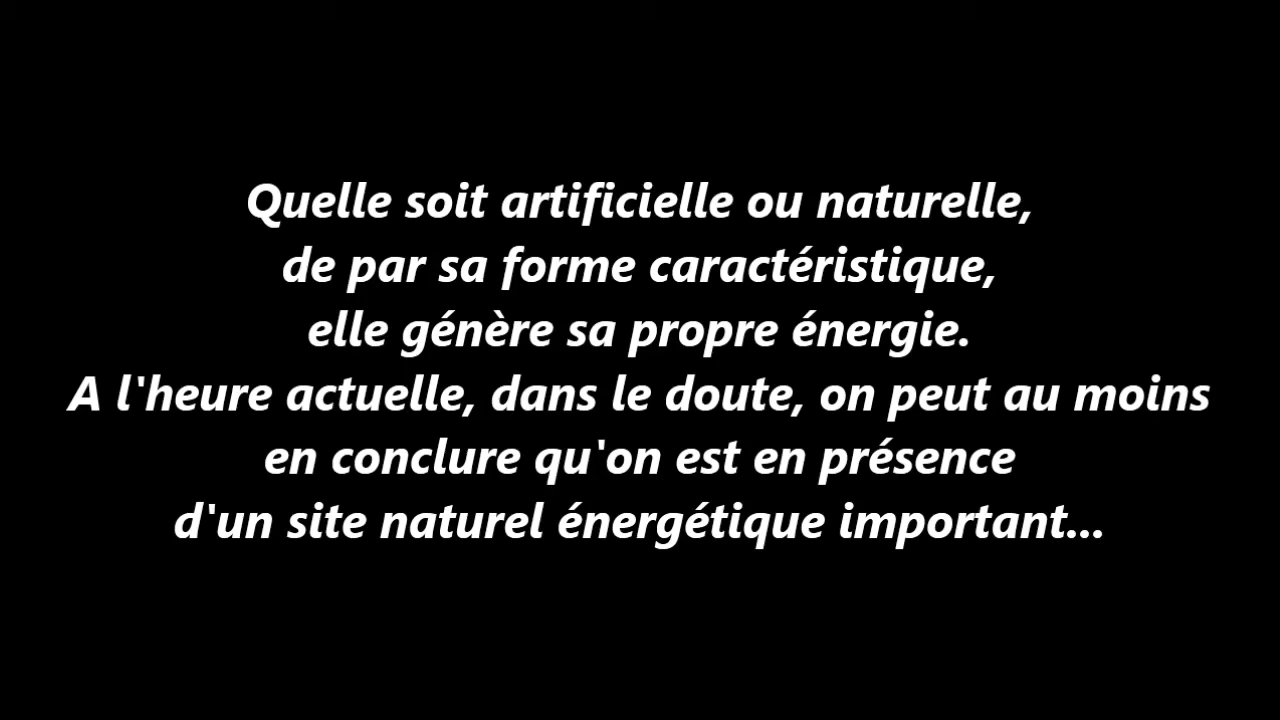 Quelle soit artificielle ou naturelle,
de par sa forme caractéristique,
elle génère sa propre énergie.
A l'heure actuelle, dans le doute, on peut au moins
en conclure qu'on est en présence
d'un site naturel énergétique important...